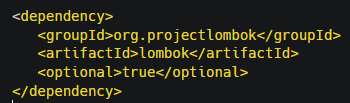 <dependency>
    <groupId>org.projectlombok</groupId>
    <artifactId>lombok</artifactId>
    <optional>true</optional>
</dependency>